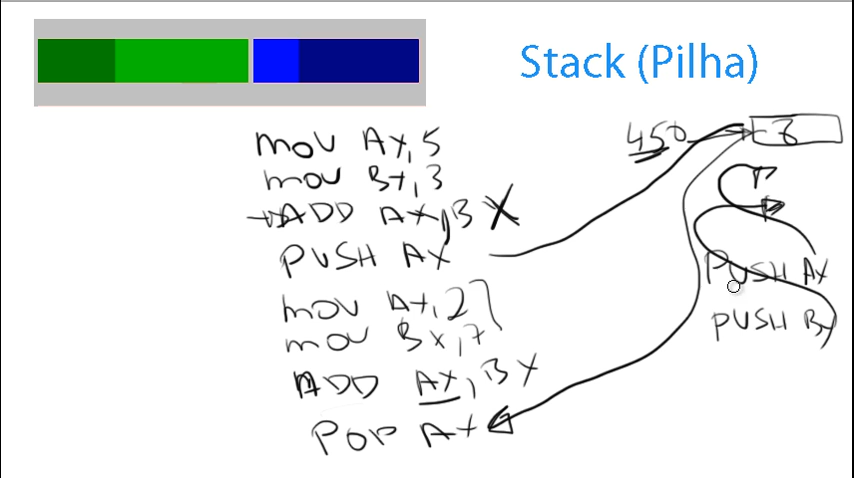 Stack (Pilha)
mov AX,5
mov BX,3
ADD AX,BX
PUSH AX
mov AX,2
mov BX,7
ADD AX,BX
POP AX
450
8
PUSH AX
PUSH BX